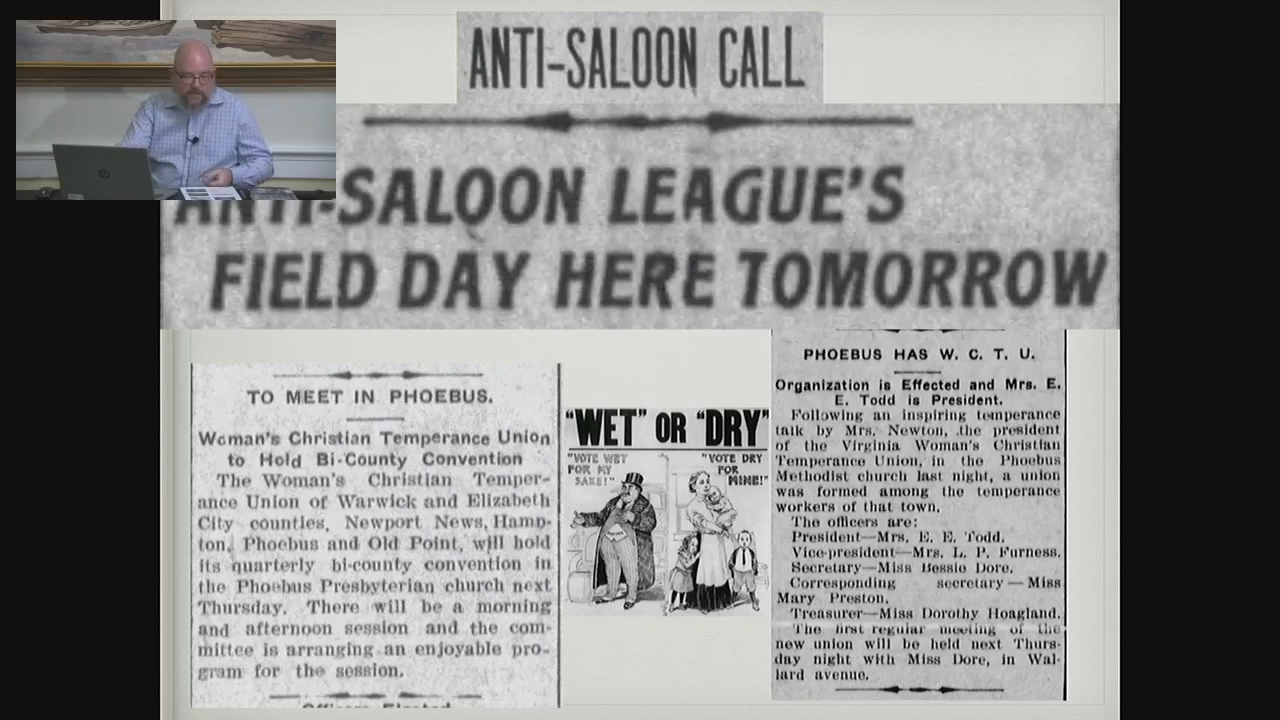 ANTI-SALOON CALL
ANTI-SALOON LEAGUE'S
FIELD DAY HERE TOMORROW
TO MEET IN PHOEBUS.
Woman's Christian Temperance Union
to Hold Bi-County Convention
The Woman's Christian Temper-
ance Union of Warwick and Elizabeth
City counties, Newport News, Hamp-
ton, Phoebus and Old Point, will hold
its quarterly bi-county convention in
the Phoebus Presbyterian church next
Thursday. There will be a morning
and afternoon session and the com-
mittee is arranging an enjoyable pro-
gram for the session.
Officers Elected
"WET" OR "DRY"
"VOTE WET
FOR MY
SAKE!"
"VOTE DRY
FOR
MINE!"
PHOEBUS HAS W. C. T. U.
Organization is Effected and Mrs. E.
E. Todd is President.
Following an inspiring temperance
talk by Mrs. Newton, the president
of the Virginia Woman's Christian
Temperance Union, in the Phoebus
Methodist church last night, a union
was formed among the temperance
workers of that town.
The officers are:
President—Mrs. E. E. Todd.
Vice-president—Mrs. L. P. Furness.
Secretary—Miss Bessie Dore.
Corresponding secretary—Miss
Mary Preston.
Treasurer—Miss Dorothy Hoagland.
The first regular meeting of the
new union will be held next Thurs-
day night with Miss Dore, in Wal-
lard avenue.